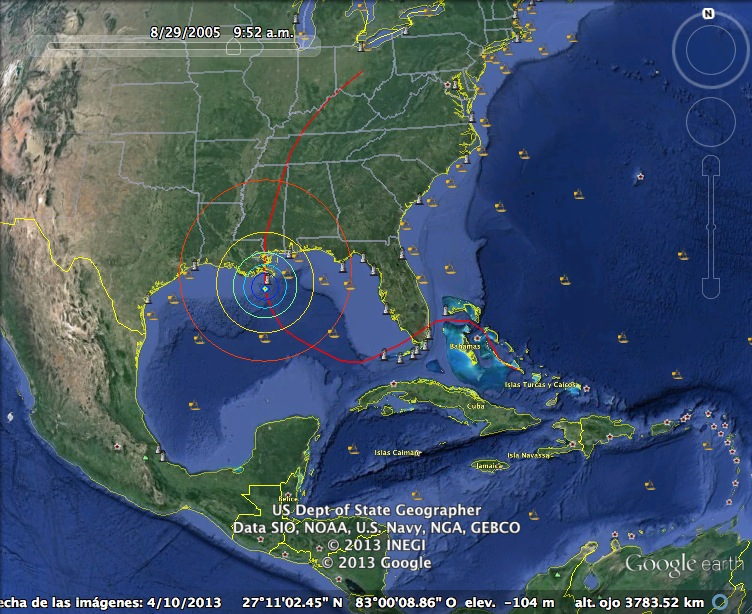 8/29/2005 9:52 a.m.
N
Bahamas
Islas Turcas y Caicos
Cuba
Islas Caimán
Isla Navassa
Jamaica
Belice
US Dept of State Geographer
Data SIO, NOAA, U.S. Navy, NGA, GEBCO
© 2013 INEGI
© 2013 Google
Google earth
echa de las imágenes: 4/10/2013 27°11'02.45" N 83°00'08.86" O elev. -104 m alt. ojo 3783.52 km